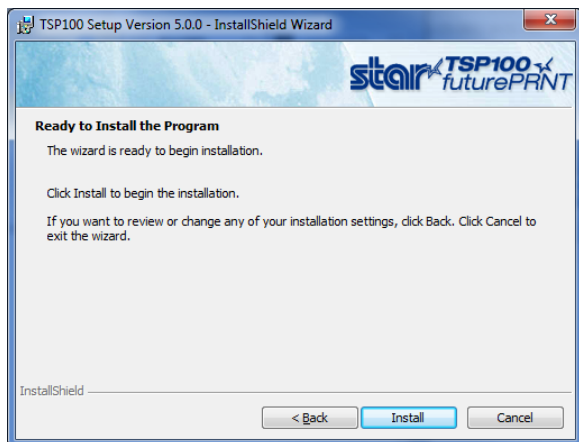 TSP100 Setup Version 5.0.0 - InstallShield Wizard
star TSP100
futurePRNT
Ready to Install the Program
The wizard is ready to begin installation.
Click Install to begin the installation.
If you want to review or change any of your installation settings, click Back. Click Cancel to
exit the wizard.
InstallShield
< Back Install Cancel